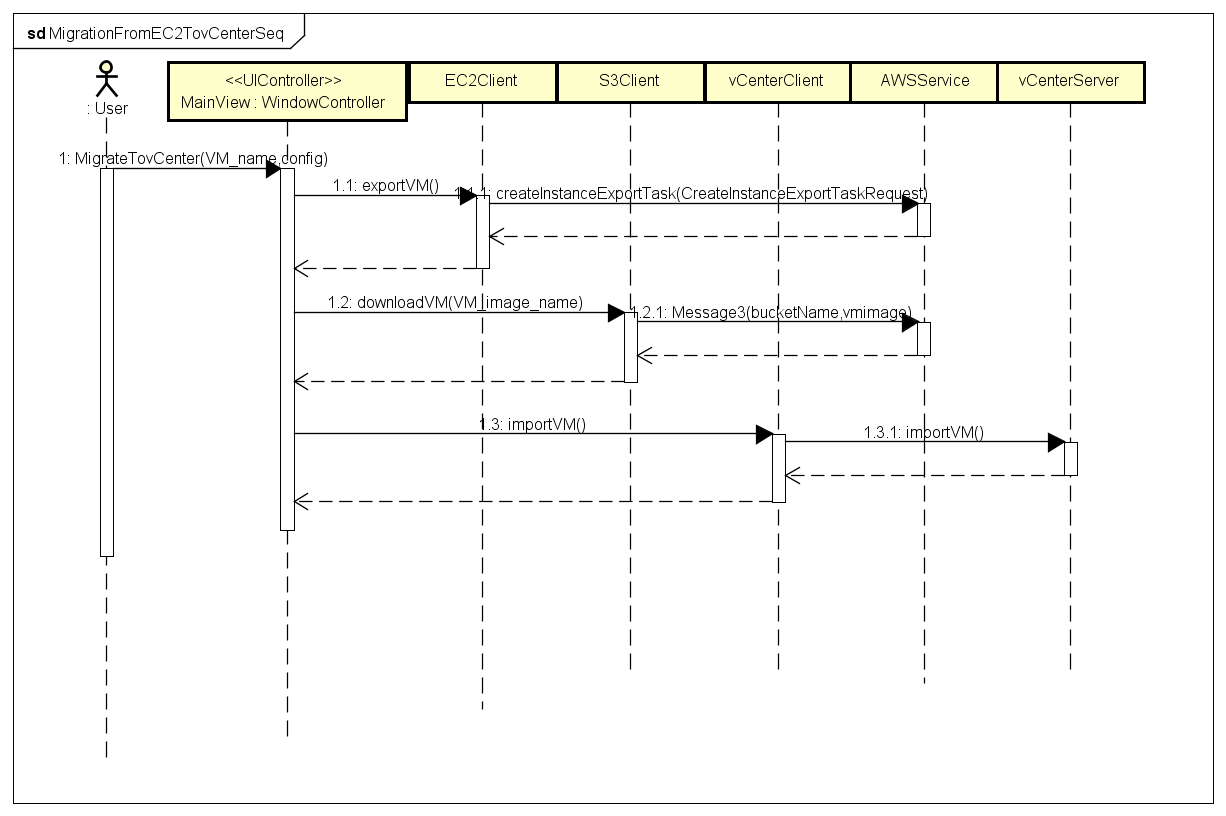 sd MigrationFromEC2TovCenterSeq
: User
<<UIController>>
MainView : WindowController
EC2Client
S3Client
vCenterClient
AWSService
vCenterServer
1: MigrateTovCenter(VM_name,config)
1.1: exportVM()
1.1.1: createInstanceExportTask(CreateInstanceExportTaskRequest)
1.2: downloadVM(VM_image_name)
1.2.1: Message3(bucketName,vmimage)
1.3: importVM()
1.3.1: importVM()